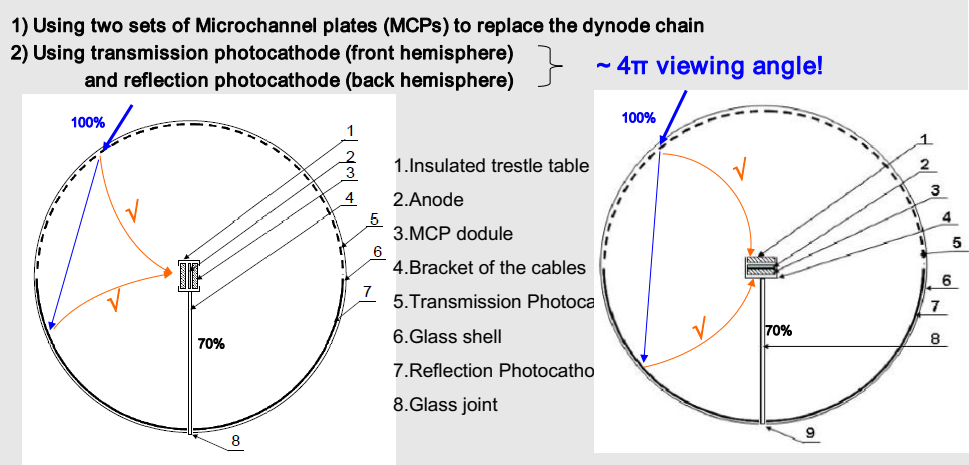 1) Using two sets of Microchannel plates (MCPs) to replace the dynode chain
2) Using transmission photocathode (front hemisphere)
and reflection photocathode (back hemisphere)
~ 4π viewing angle!
100%
1
2
3
4
5
6
7
√
√
70%
8
1.Insulated trestle table
2.Anode
3.MCP dodule
4.Bracket of the cables
5.Transmission Photoca
6.Glass shell
7.Reflection Photocatho
8.Glass joint
100%
1
2
3
4
5
6
7
8
√
√
70%
9